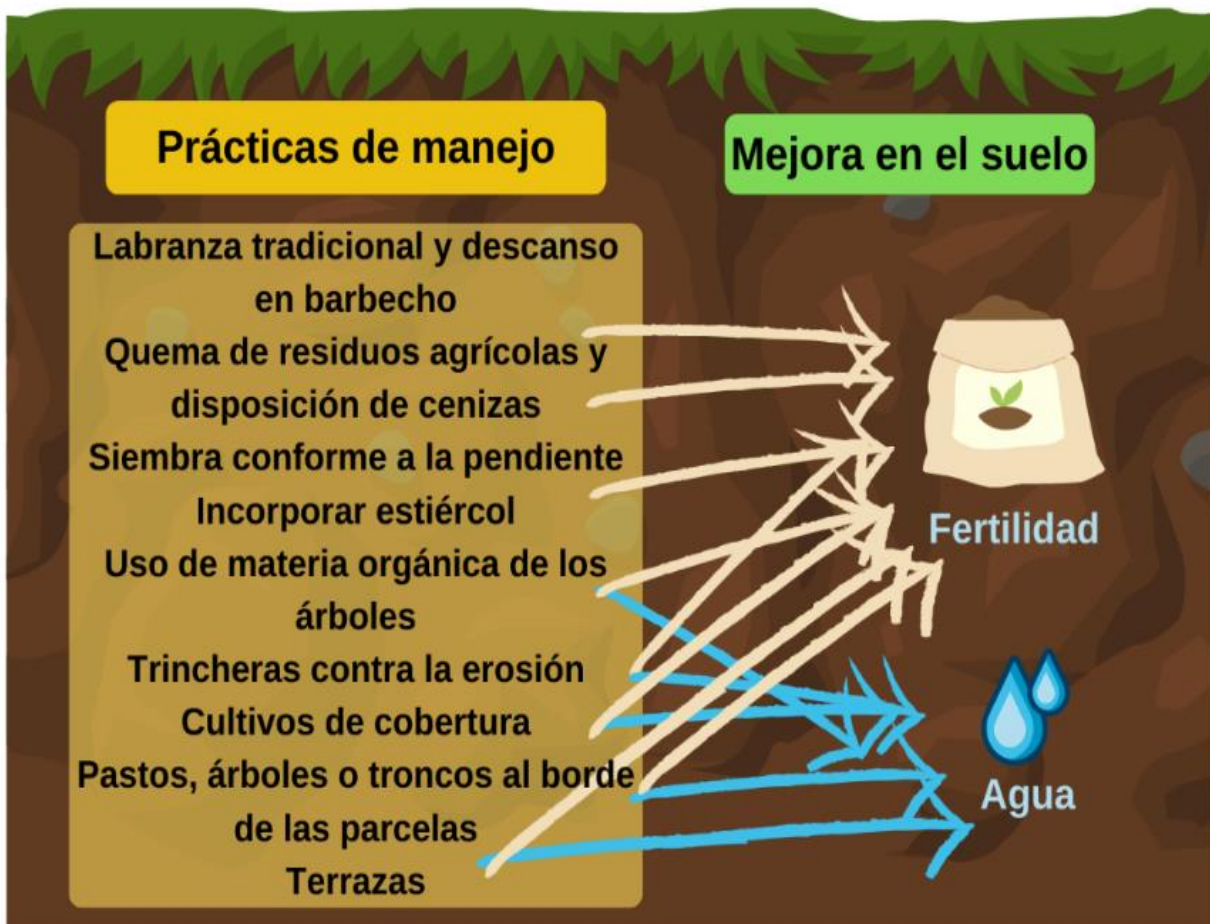 Prácticas de manejo
Mejora en el suelo
Labranza tradicional y descanso
en barbecho
Quema de residuos agrícolas y
disposición de cenizas
Siembra conforme a la pendiente
Incorporar estiércol
Uso de materia orgánica de los
árboles
Trincheras contra la erosión
Cultivos de cobertura
Pastos, árboles o troncos al borde
de las parcelas
Terrazas
Fertilidad
Agua